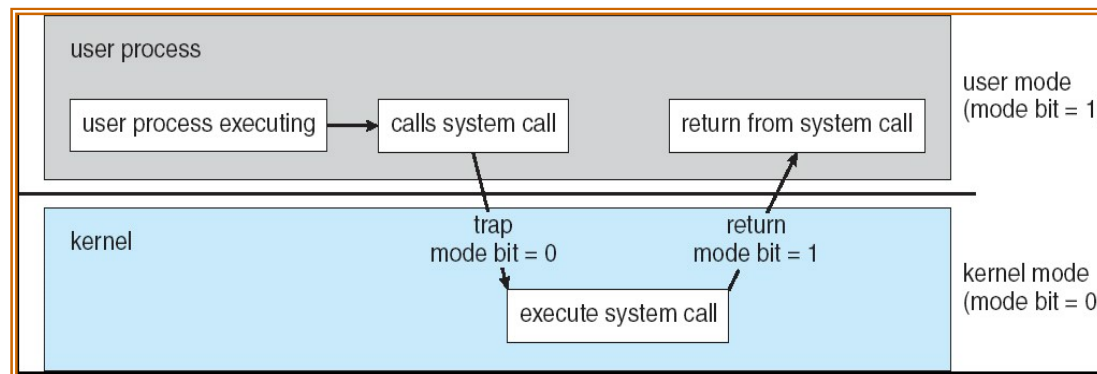 user process
user process executing
calls system call
return from system call
user mode
(mode bit = 1
kernel
trap
mode bit = 0
return
mode bit = 1
execute system call
kernel mode
(mode bit = 0